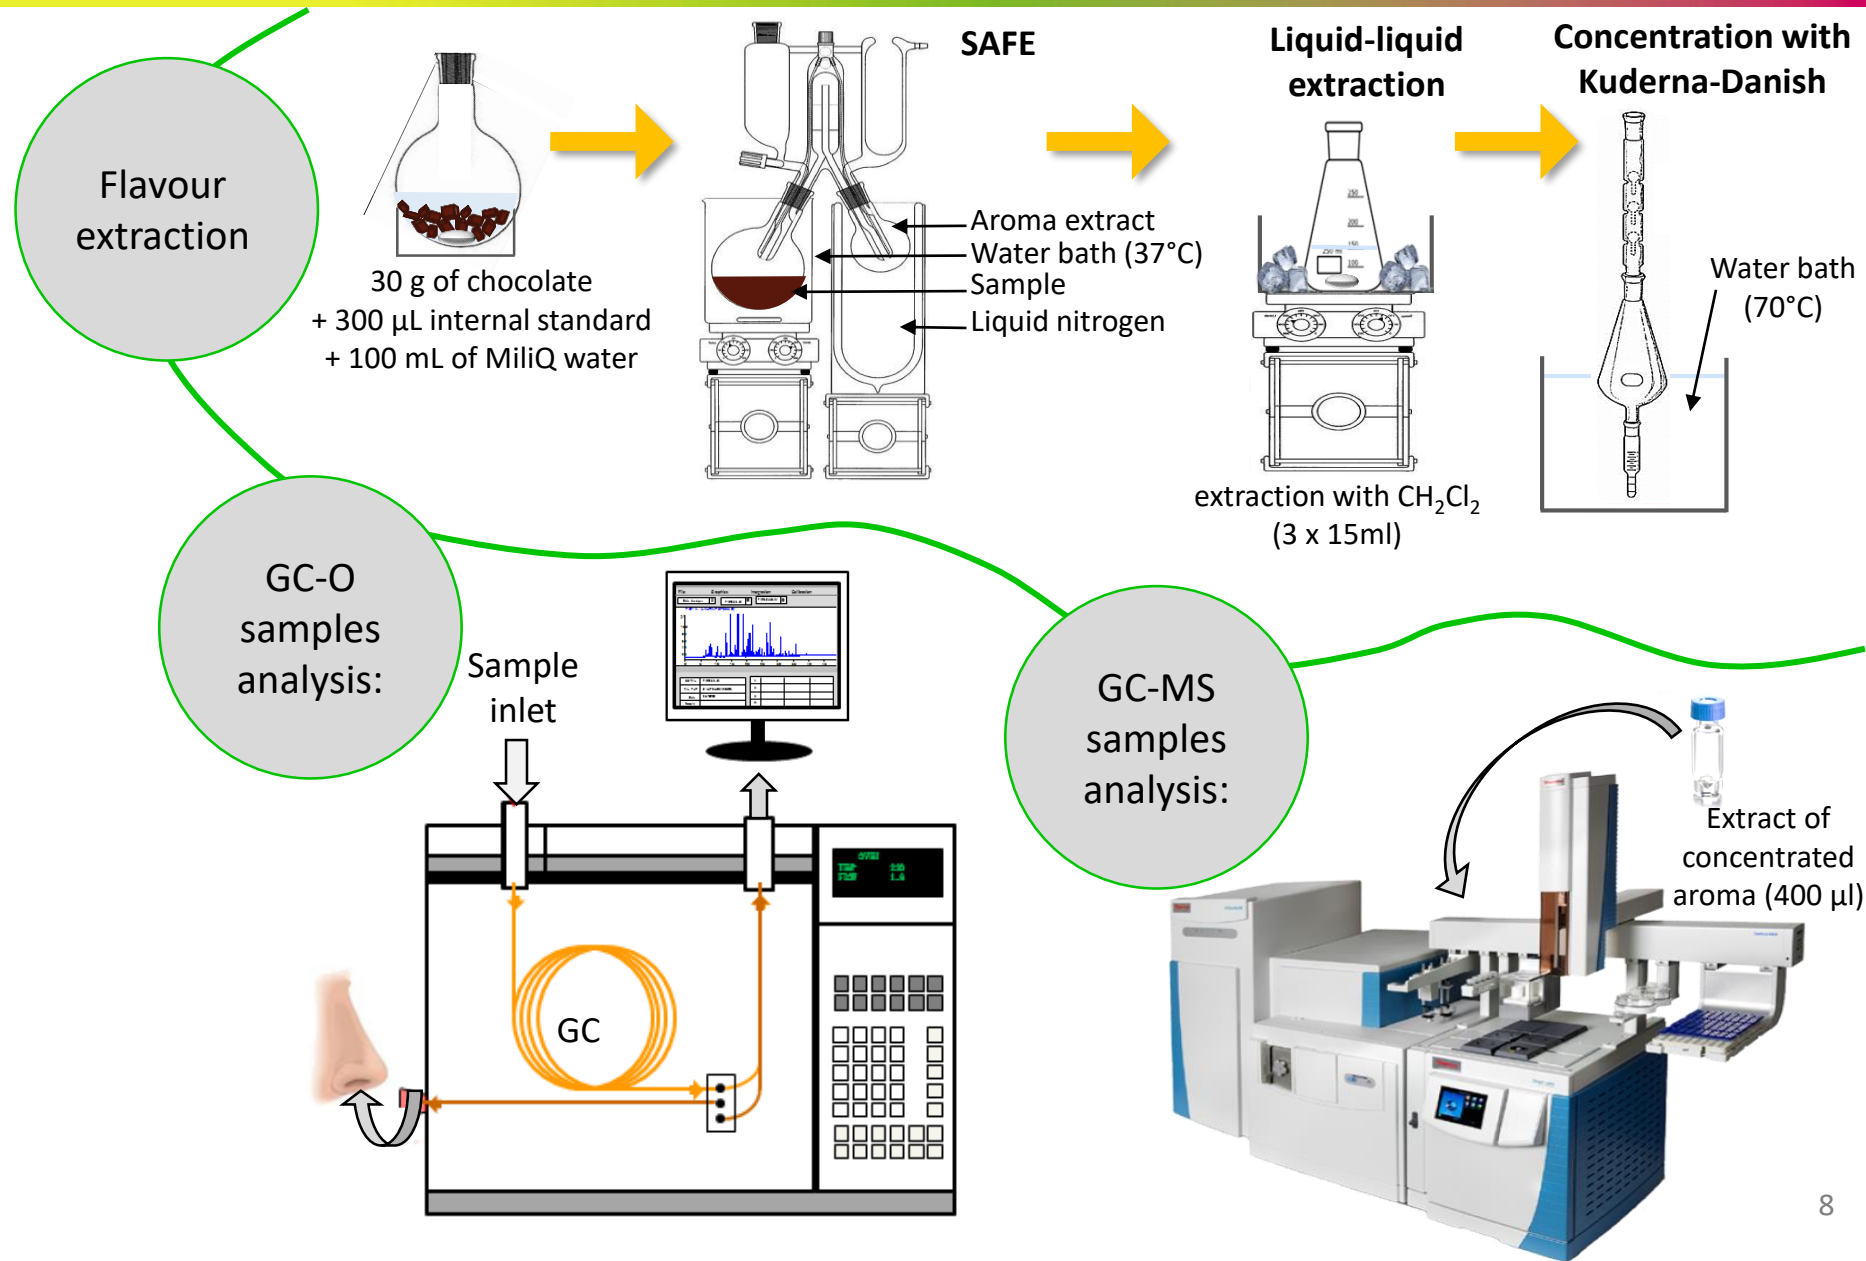 Flavour
extraction
30 g of chocolate
+ 300 µL internal standard
+ 100 mL of MiliQ water
SAFE
Aroma extract
Water bath (37°C)
Sample
Liquid nitrogen
Liquid-liquid
extraction
extraction with CH₂Cl₂
(3 x 15ml)
Concentration with
Kuderna-Danish
Water bath
(70°C)
GC-O
samples
analysis:
Sample
inlet
GC
GC-MS
samples
analysis:
Extract of
concentrated
aroma (400 µl)
8